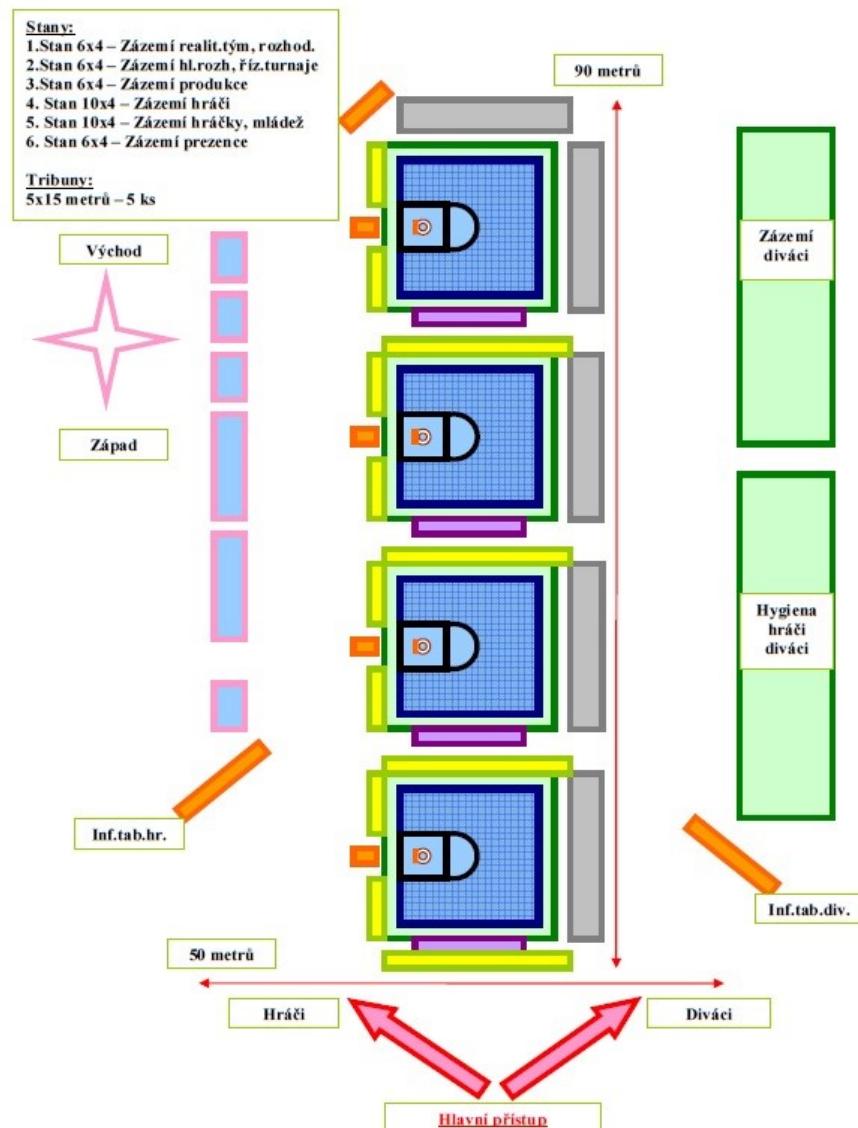 Stany:
1.Stan 6x4 – Zázemí realit.tým, rozhod.
2.Stan 6x4 – Zázemí hl.rozh, říz.turnaje
3.Stan 6x4 – Zázemí produkce
4. Stan 10x4 – Zázemí hráči
5. Stan 10x4 – Zázemí hráčky, mládež
6. Stan 6x4 – Zázemí prezence
Tribuny:
5x15 metrů – 5 ks
90 metrů
Východ
Západ
Zázemí
diváci
Hygiena
hráči
diváci
Inf.tab.hr.
Inf.tab.div.
50 metrů
Hráči
Diváci
Hlavní přístup